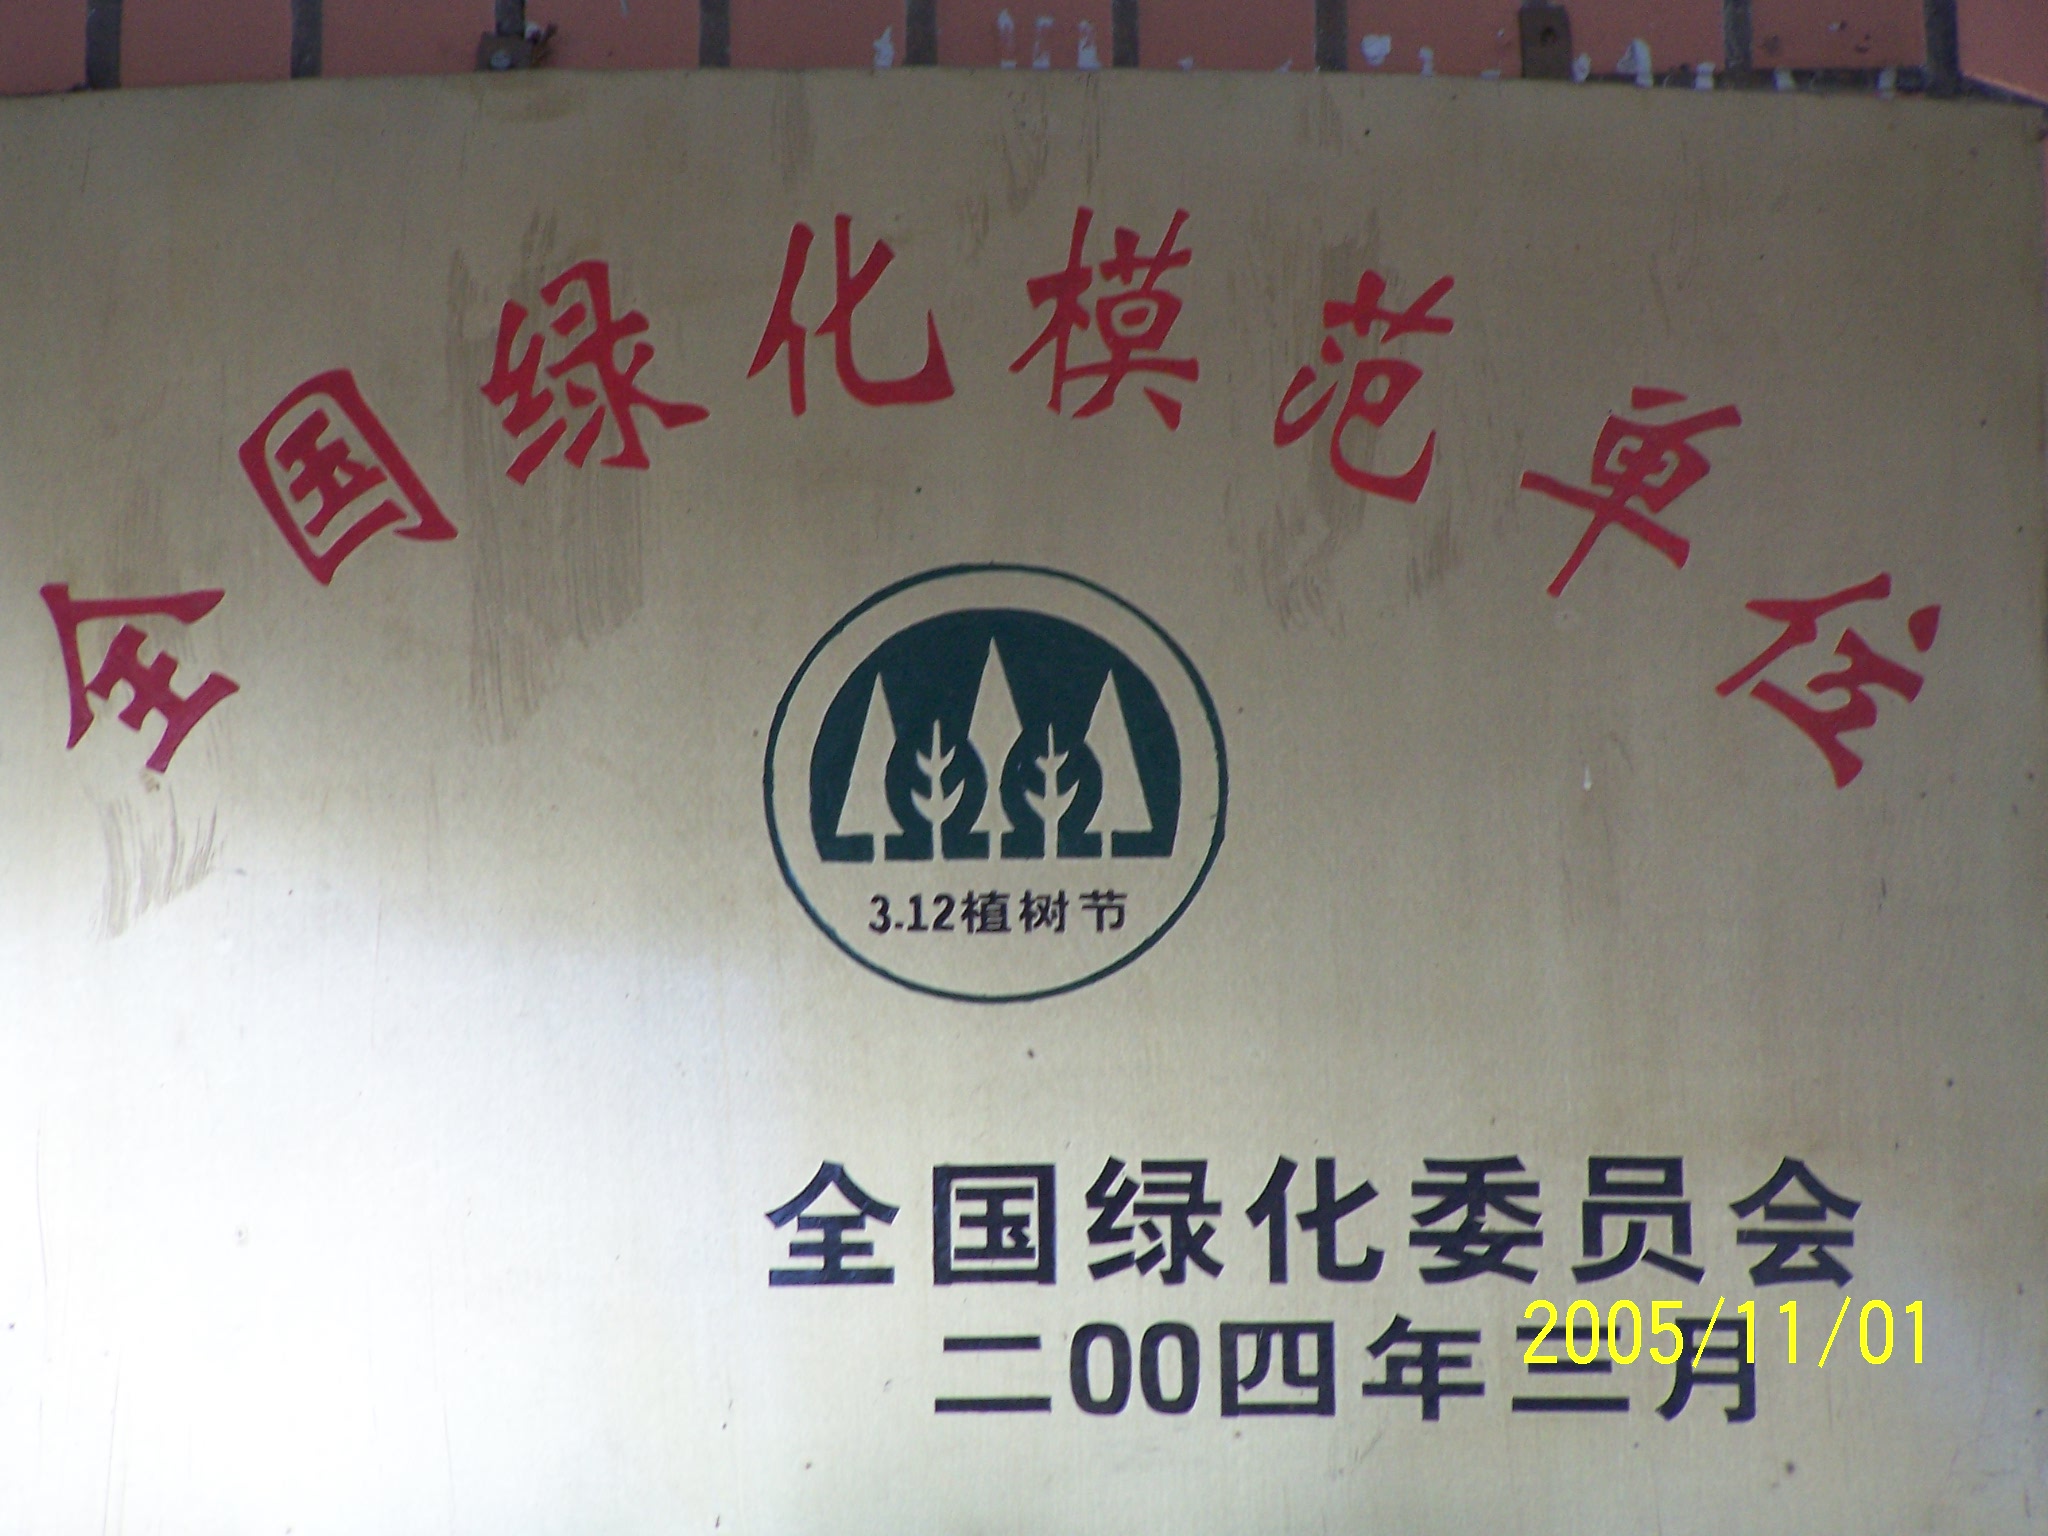 全国绿化模范单位
3.12植树节
全国绿化委员会
二00四年三月
2005/11/01